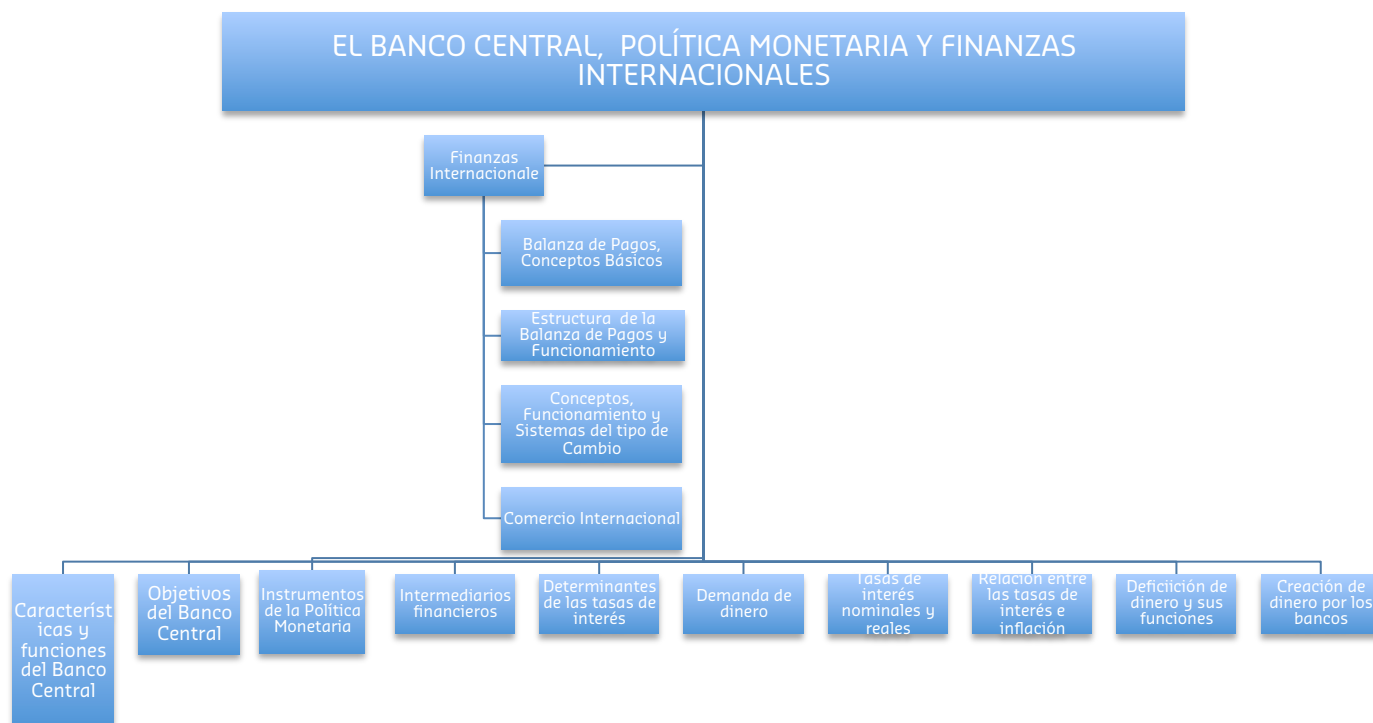 EL BANCO CENTRAL, POLÍTICA MONETARIA Y FINANZAS
INTERNACIONALES
Finanzas
Internacionale
Balanza de Pagos,
Conceptos Básicos
Estructura de la
Balanza de Pagos y
Funcionamiento
Conceptos,
Funcionamiento y
Sistemas del tipo de
Cambio
Comercio Internacional
Característ
icas y
funciones
del Banco
Central
Objetivos
del Banco
Central
Instrumentos
de la Política
Monetaria
Intermediarios
financieros
Determinantes
de las tasas de
interés
Demanda de
dinero
Tasas de
interés
nominales y
reales
Relación entre
las tasas de
interés e
inflación
Deficiición de
dinero y sus
funciones
Creación de
dinero por los
bancos